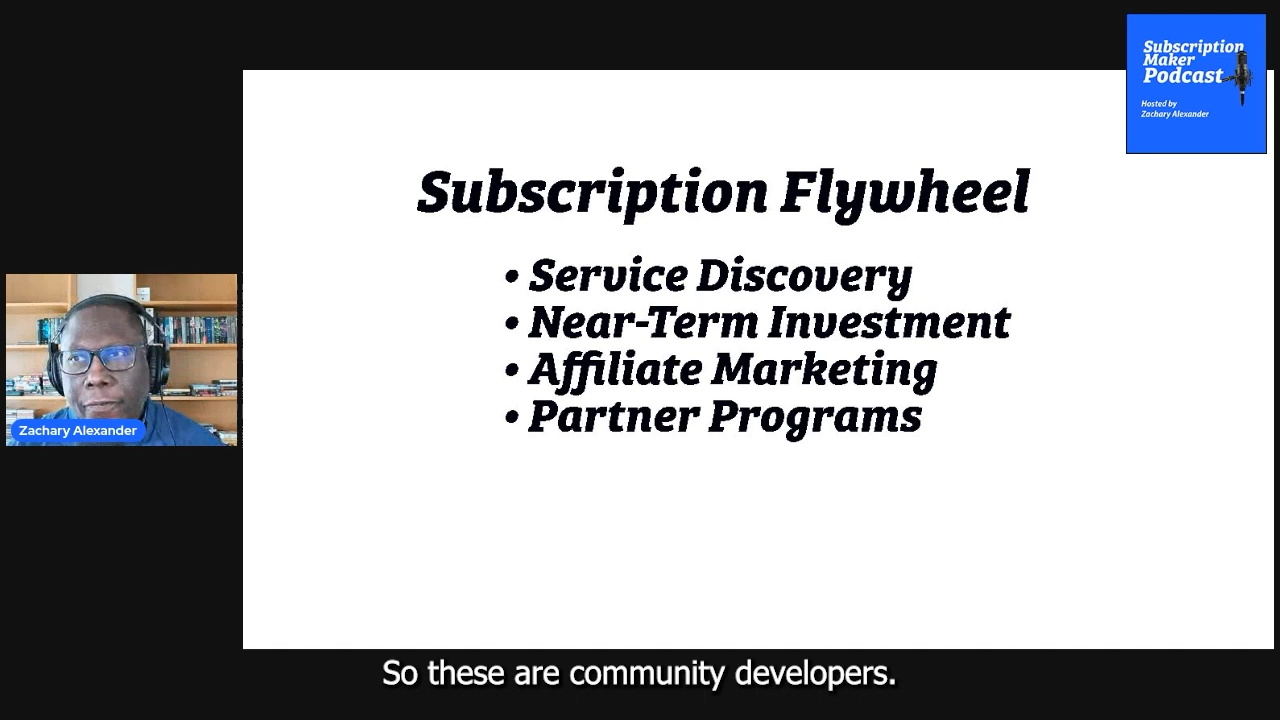 Subscription
Maker
Podcast
Hosted by
Zachary Alexander
Subscription Flywheel
• Service Discovery
• Near-Term Investment
• Affiliate Marketing
• Partner Programs
Zachary Alexander
So these are community developers.